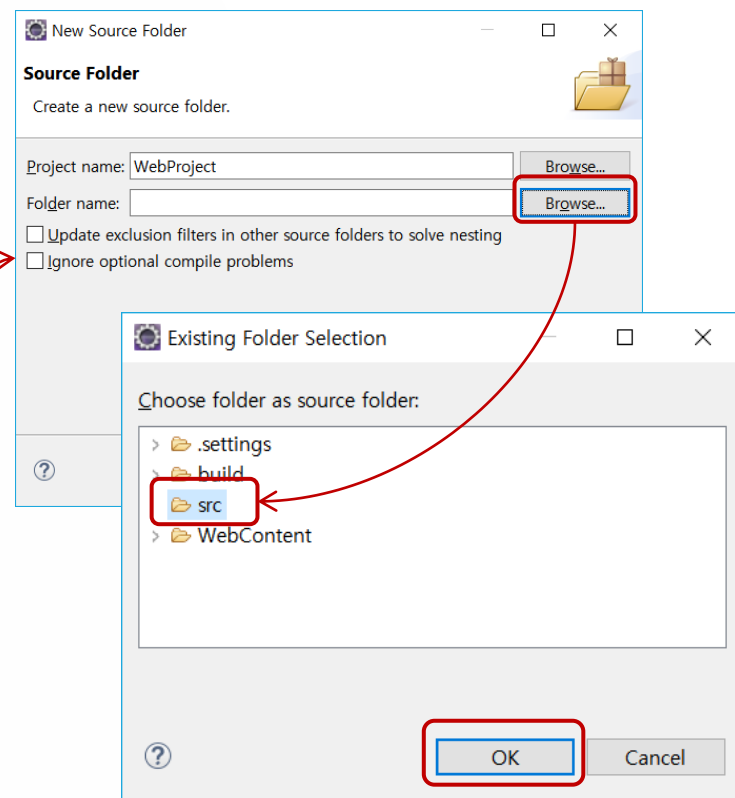 New Source Folder
Source Folder
Create a new source folder.
Project name: WebProject Browse...
Folder name: Browse...
Update exclusion filters in other source folders to solve nesting
Ignore optional compile problems
Existing Folder Selection
Choose folder as source folder:
.settings
build
src
WebContent
OK Cancel